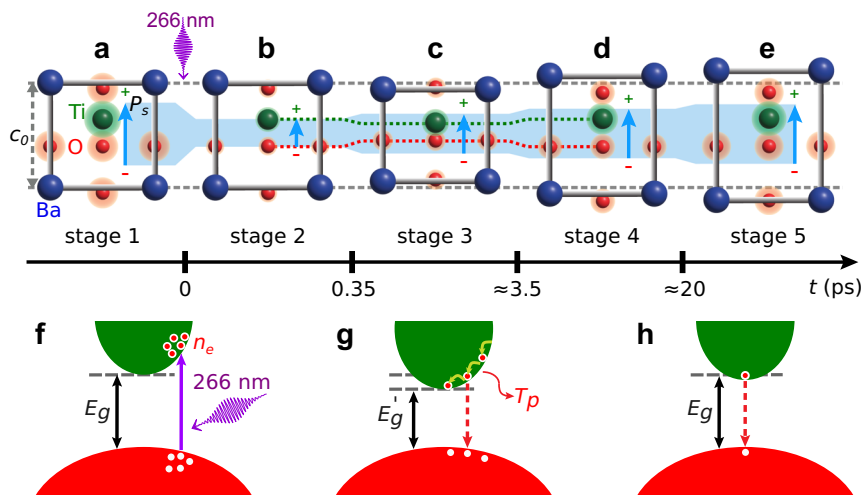 266 nm
a b c d e
Ti + P_s + + + +
c_0
O
- - - - -
Ba
stage 1 stage 2 stage 3 stage 4 stage 5
0 0.35 ≈3.5 ≈20 t (ps)
f g h
n_e
266 nm
E_g E_g' T_p E_g